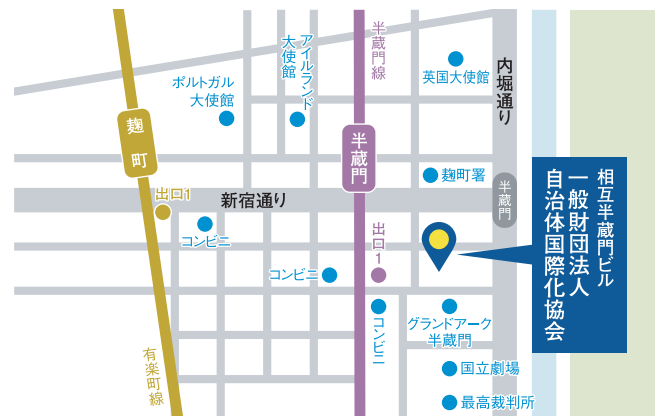 半蔵門線
アイルランド
大使館
英国大使館
内堀通り
ポルトガル
大使館
麹町
半蔵門
麹町署
相互半蔵門ビル
一般財団法人
自治体国際化協会
出口1
新宿通り
半蔵門
コンビニ
出口1
コンビニ
コンビニ
グランドアーク
半蔵門
有楽町線
国立劇場
最高裁判所